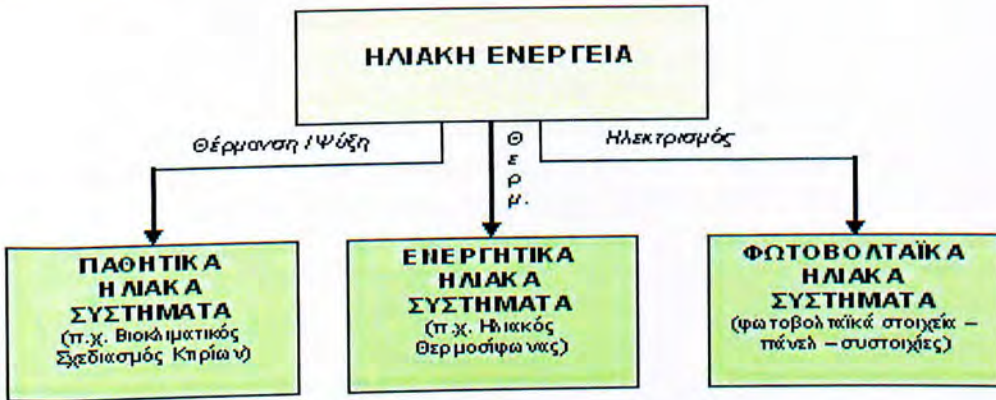 ΗΛΙΑΚΗ ΕΝΕΡΓΕΙΑ
Θέρμανση / Ψύξη
Θερμ.
Ηλεκτρισμός
ΠΑΘΗΤΙΚΑ
ΗΛΙΑΚΑ
ΣΥΣΤΗΜΑΤΑ
(π.χ. Βιοκλιματικός
Σχεδιασμός Κτιρίων)
ΕΝΕΡΓΗΤΙΚΑ
ΗΛΙΑΚΑ
ΣΥΣΤΗΜΑΤΑ
(π.χ. Ηλιακός
Θερμοσίφωνας)
ΦΩΤΟΒΟΛΤΑΪΚΑ
ΗΛΙΑΚΑ
ΣΥΣΤΗΜΑΤΑ
(φωτοβολταϊκά στοιχεία –
πάνελ – συστοιχίες)